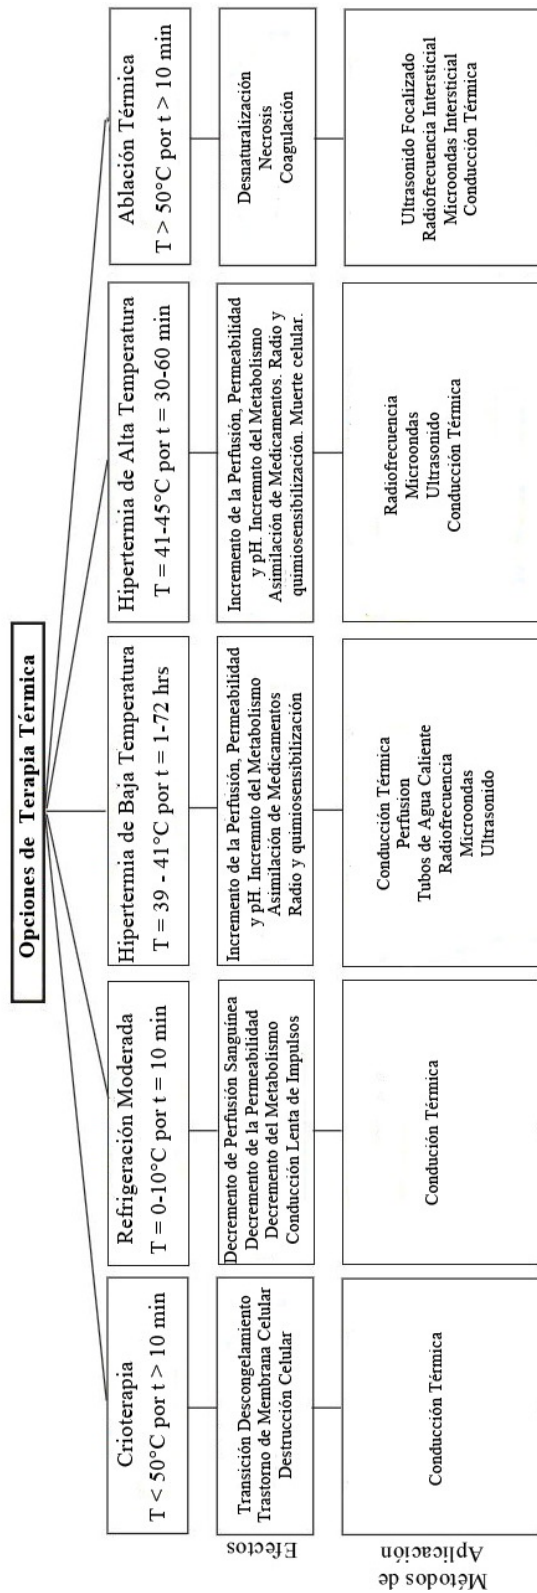 Opciones de Terapia Térmica
Crioterapia
T < 50°C por t > 10 min
Refrigeración Moderada
T = 0-10°C por t = 10 min
Hipertermia de Baja Temperatura
T = 39 - 41°C por t = 1-72 hrs
Hipertermia de Alta Temperatura
T = 41-45°C por t = 30-60 min
Ablación Térmica
T > 50°C por t > 10 min
Efectos
Transición Descongelamiento
Trastorno de Membrana Celular
Destrucción Celular
Decremento de Perfusión Sanguínea
Decremento de la Permeabilidad
Decremento del Metabolismo
Conducción Lenta de Impulsos
Incremento de la Perfusión, Permeabilidad
y pH. Incremnto del Metabolismo
Asimilación de Medicamentos
Radio y quimiosensibilización
Incremento de la Perfusión, Permeabilidad
y pH. Incremnto del Metabolismo
Asimilación de Medicamentos. Radio y
quimiosensibilización. Muerte celular.
Desnaturalización
Necrosis
Coagulación
Métodos de
Aplicación
Conducción Térmica
Condución Térmica
Conducción Térmica
Perfusion
Tubos de Agua Caliente
Radiofrecuencia
Microondas
Ultrasonido
Radiofrecuencia
Microondas
Ultrasonido
Conducción Térmica
Ultrasonido Focalizado
Radiofrecuencia Intersticial
Microondas Intersticial
Conducción Térmica